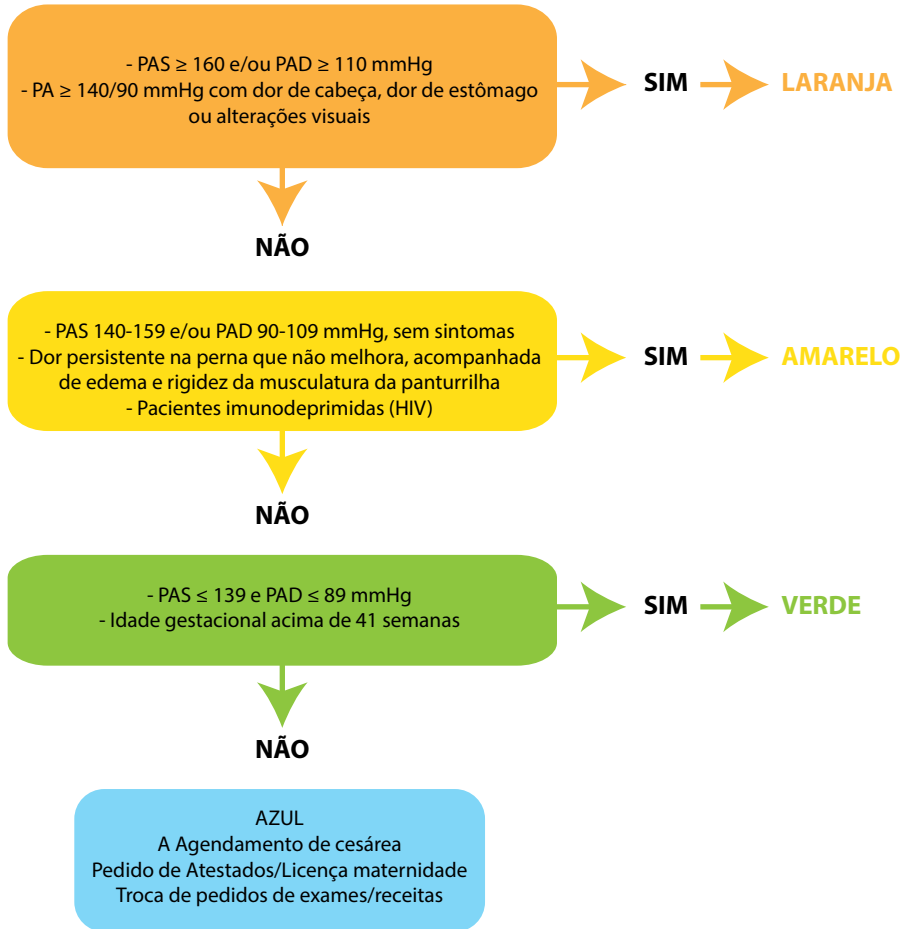 - PAS ≥ 160 e/ou PAD ≥ 110 mmHg
- PA ≥ 140/90 mmHg com dor de cabeça, dor de estômago
ou alterações visuais
SIM
LARANJA
NÃO
- PAS 140-159 e/ou PAD 90-109 mmHg, sem sintomas
- Dor persistente na perna que não melhora, acompanhada
de edema e rigidez da musculatura da panturrilha
- Pacientes imunodeprimidas (HIV)
SIM
AMARELO
NÃO
- PAS ≤ 139 e PAD ≤ 89 mmHg
- Idade gestacional acima de 41 semanas
SIM
VERDE
NÃO
AZUL
A Agendamento de cesárea
Pedido de Atestados/Licença maternidade
Troca de pedidos de exames/receitas